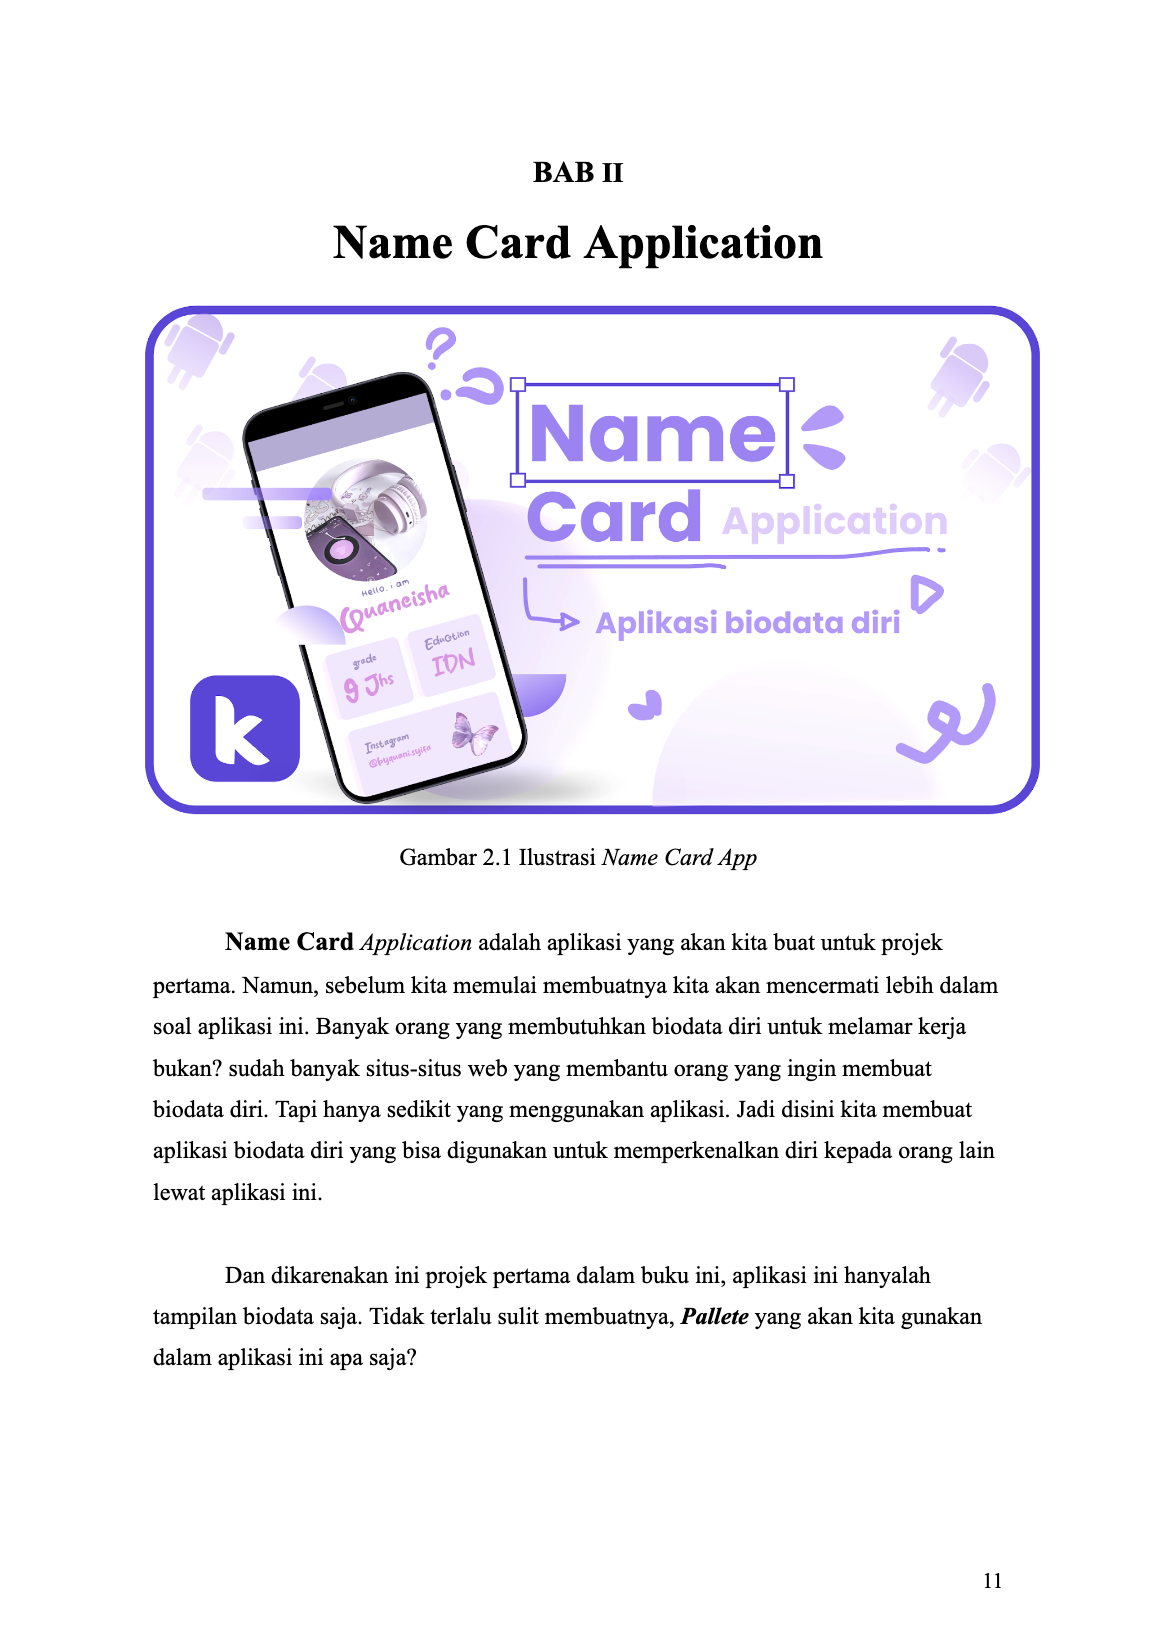 BAB II
Name Card Application
Name
Card Application
Aplikasi biodata diri
Hello, i am
Quaneisha
grade
9 Jhs
Eduction
IDN
Instagram
@byquani.syifa
k
Gambar 2.1 Ilustrasi Name Card App
Name Card Application adalah aplikasi yang akan kita buat untuk projek
pertama. Namun, sebelum kita memulai membuatnya kita akan mencermati lebih dalam
soal aplikasi ini. Banyak orang yang membutuhkan biodata diri untuk melamar kerja
bukan? sudah banyak situs-situs web yang membantu orang yang ingin membuat
biodata diri. Tapi hanya sedikit yang menggunakan aplikasi. Jadi disini kita membuat
aplikasi biodata diri yang bisa digunakan untuk memperkenalkan diri kepada orang lain
lewat aplikasi ini.
Dan dikarenakan ini projek pertama dalam buku ini, aplikasi ini hanyalah
tampilan biodata saja. Tidak terlalu sulit membuatnya, Pallete yang akan kita gunakan
dalam aplikasi ini apa saja?
11